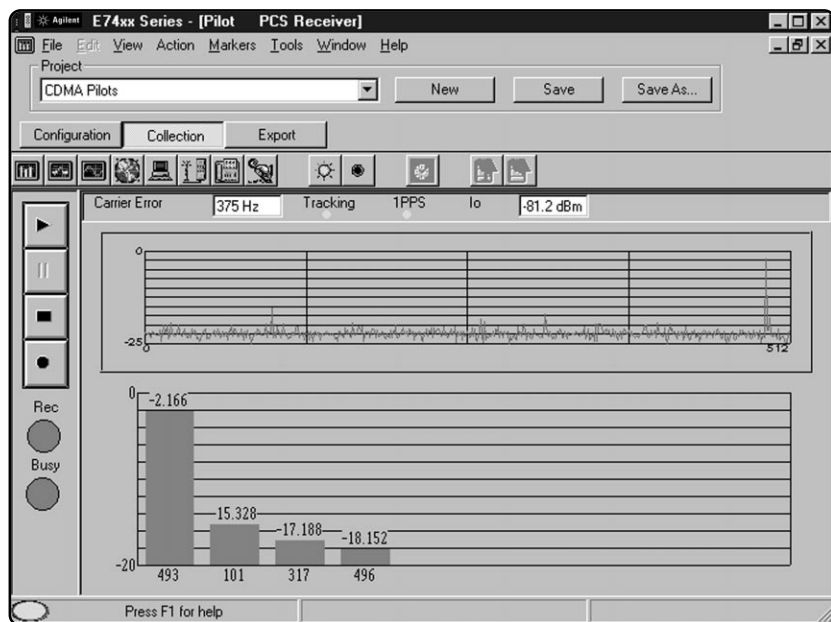 Agilent E74xx Series - [Pilot PCS Receiver]
File Edit View Action Markers Tools Window Help
Project
CDMA Pilots
New
Save
Save As...
Configuration
Collection
Export
Carrier Error
375 Hz
Tracking
1PPS
Io
-81.2 dBm
0
-25
0
512
0
-20
-2.166
-15.328
-17.188
-18.152
493
101
317
496
Rec
Busy
Press F1 for help